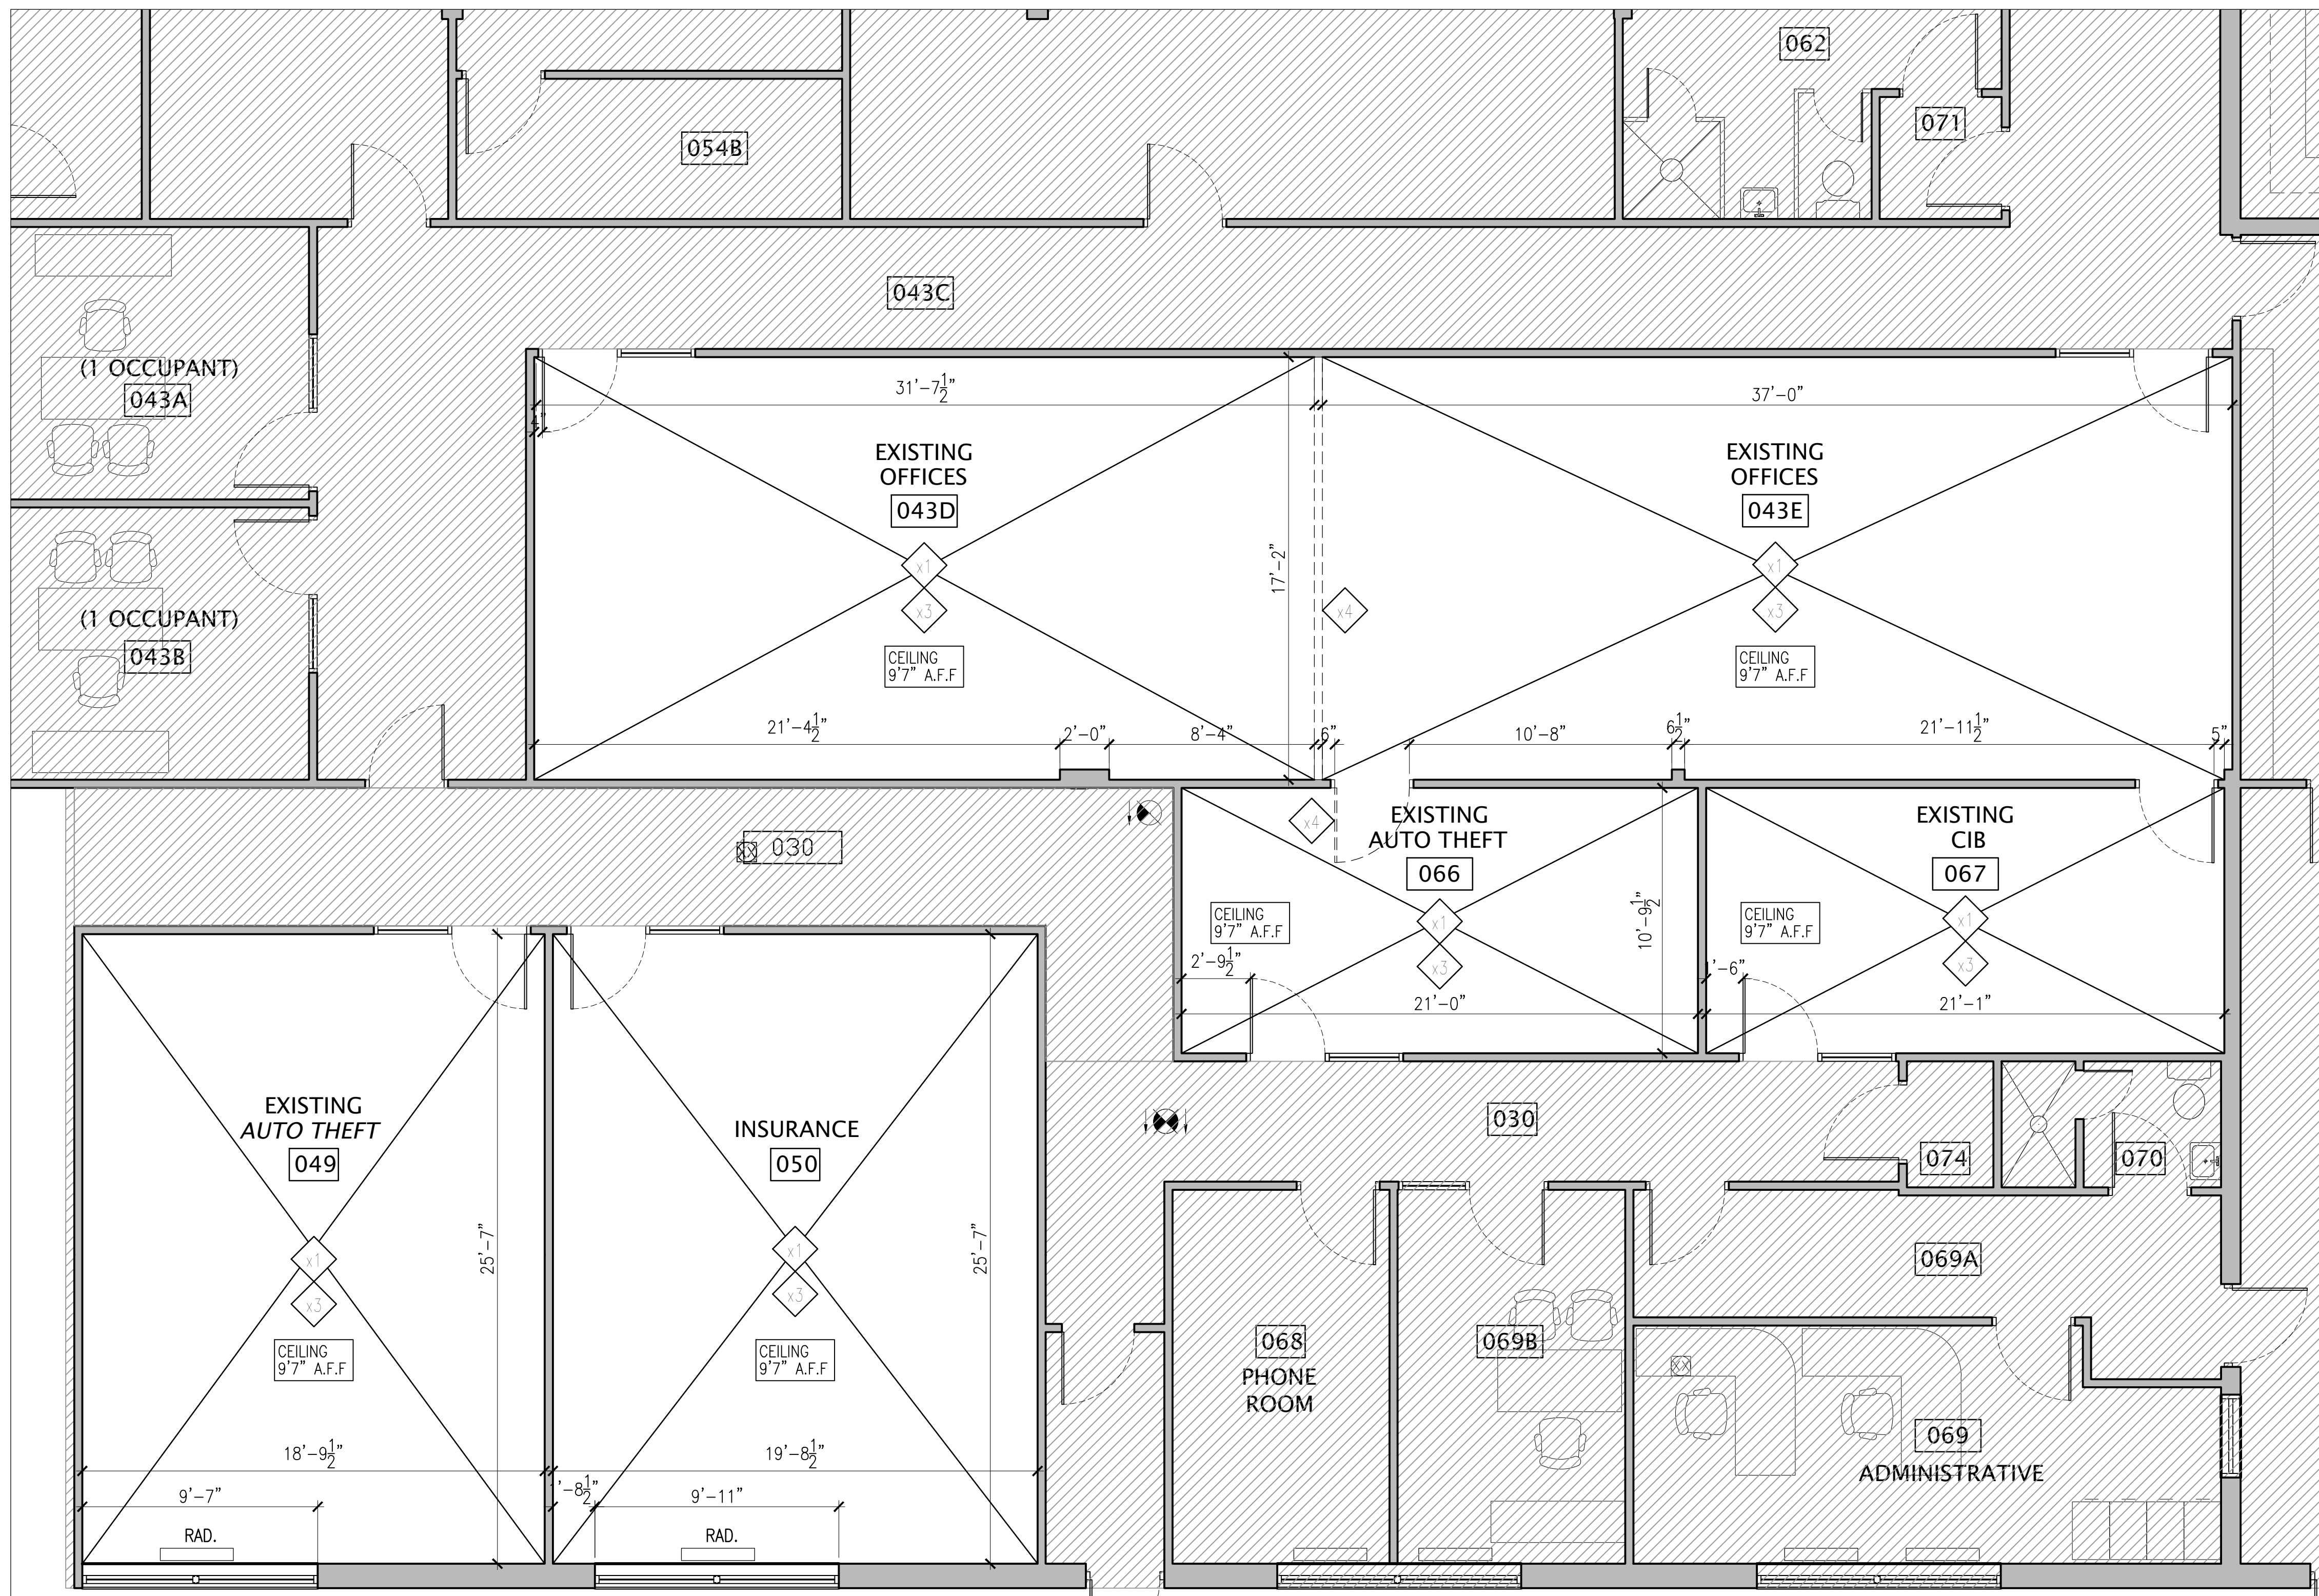 062
071
054B
043C
(1 OCCUPANT)
043A
31'-7 1/2"
37'-0"
EXISTING
OFFICES
043D
EXISTING
OFFICES
043E
x1
x3
x1
x3
17'-2"
x4
(1 OCCUPANT)
043B
CEILING
9'7" A.F.F
CEILING
9'7" A.F.F
21'-4 1/2"
2'-0"
8'-4"
6"
10'-8"
6 1/2"
21'-11 1/2"
5"
030
x4
EXISTING
AUTO THEFT
066
EXISTING
CIB
067
CEILING
9'7" A.F.F
x1
x3
10'-9 1/2"
CEILING
9'7" A.F.F
x1
x3
2'-9 1/2"
'-6"
21'-0"
21'-1"
EXISTING
AUTO THEFT
049
INSURANCE
050
030
074
070
x1
x3
25'-7"
x1
x3
25'-7"
069A
CEILING
9'7" A.F.F
CEILING
9'7" A.F.F
068
PHONE
ROOM
069B
XX
069
ADMINISTRATIVE
18'-9 1/2"
19'-8 1/2"
9'-7"
'-8 1/2"
9'-11"
RAD.
RAD.